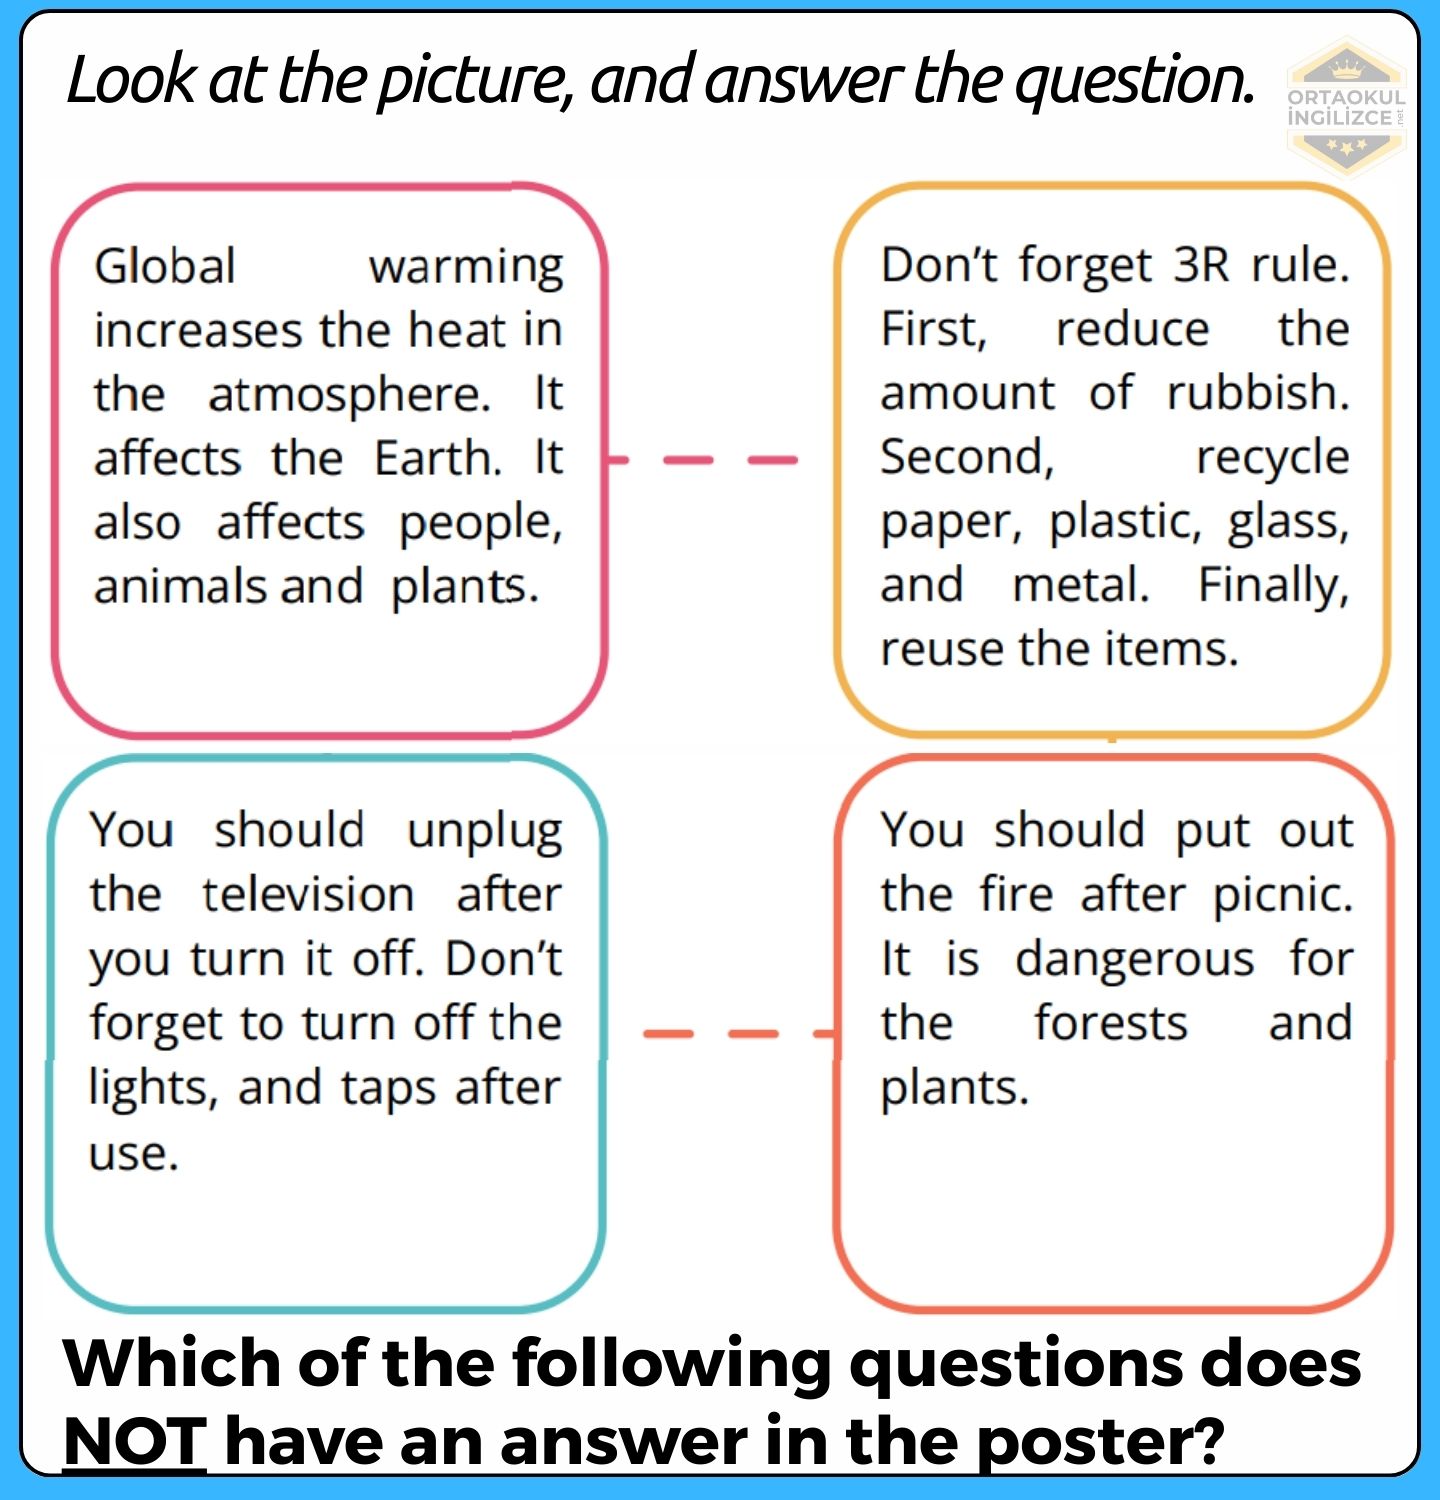 Look at the picture, and answer the question.
ORTAOKUL
İNGİLİZCE.net
Global warming
increases the heat in
the atmosphere. It
affects the Earth. It
also affects people,
animals and plants.
Don't forget 3R rule.
First, reduce the
amount of rubbish.
Second, recycle
paper, plastic, glass,
and metal. Finally,
reuse the items.
You should unplug
the television after
you turn it off. Don't
forget to turn off the
lights, and taps after
use.
You should put out
the fire after picnic.
It is dangerous for
the forests and
plants.
Which of the following questions does
NOT have an answer in the poster?